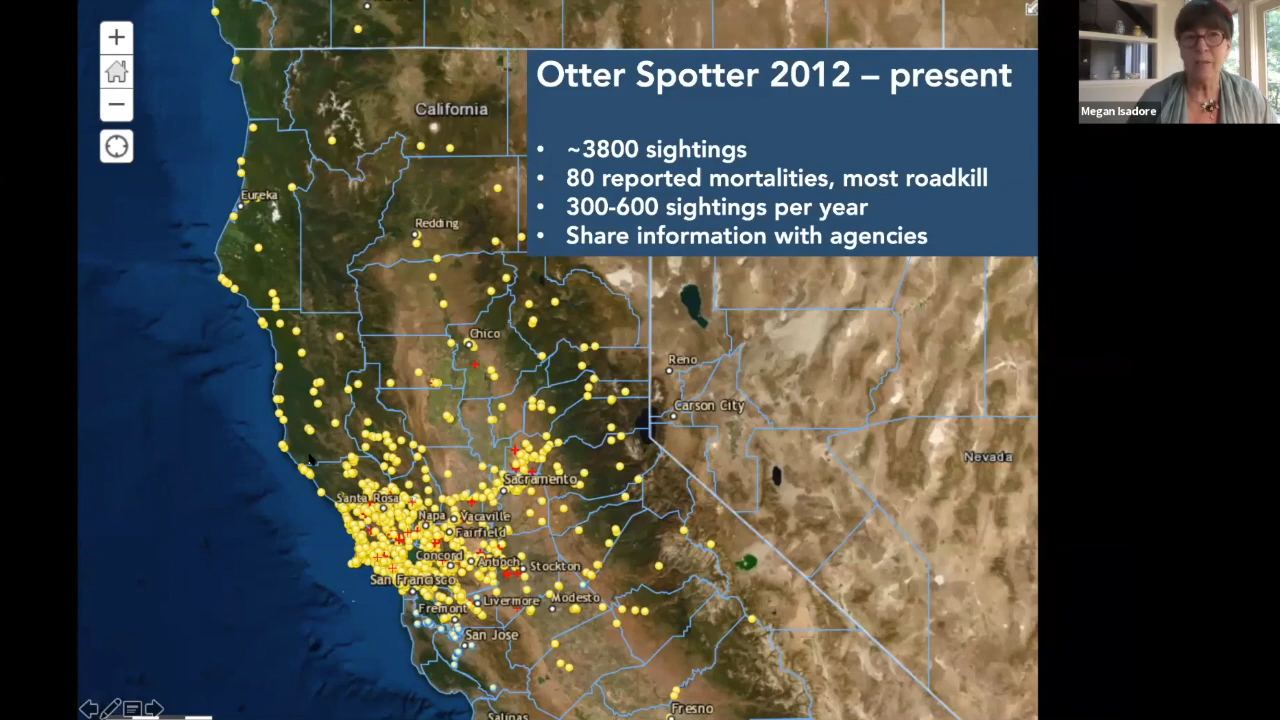 Otter Spotter 2012 – present
• ~3800 sightings
• 80 reported mortalities, most roadkill
• 300-600 sightings per year
• Share information with agencies
Megan Isadore
California
Eureka
Redding
Chico
Reno
Carson City
Nevada
Sacramento
Santa Rosa
Napa
Vacaville
Fairfield
Concord
Antioch
Stockton
San Francisco
Livermore
Modesto
Fremont
San Jose
Salinas
Fresno